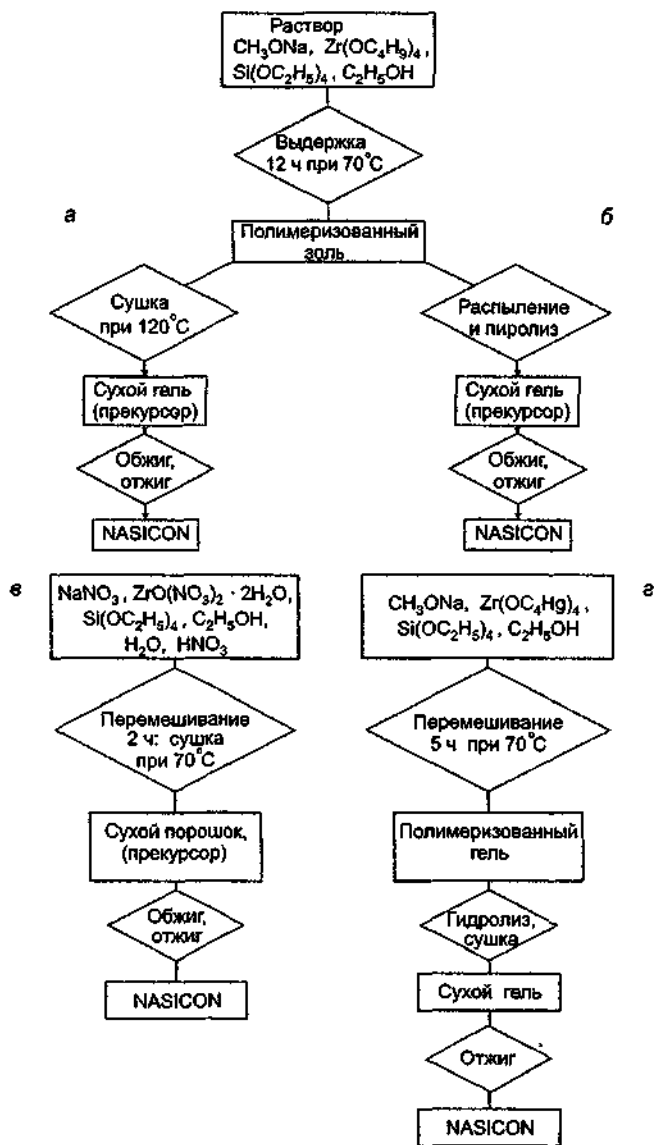 Раствор
CH₃ONa, Zr(OC₄H₉)₄,
Si(OC₂H₅)₄, C₂H₅OH
Выдержка
12 ч при 70°C
а
б
Полимеризованный
золь
Сушка
при 120°C
Распыление
и пиролиз
Сухой гель
(прекурсор)
Сухой гель
(прекурсор)
Обжиг,
отжиг
Обжиг,
отжиг
NASICON
NASICON
в
г
NaNO₃, ZrO(NO₃)₂ · 2H₂O,
Si(OC₂H₅)₄, C₂H₅OH,
H₂O, HNO₃
CH₃ONa, Zr(OC₄Hg)₄,
Si(OC₂H₅)₄, C₂H₅OH
Перемешивание
2 ч: сушка
при 70°C
Перемешивание
5 ч при 70°C
Сухой порошок,
(прекурсор)
Полимеризованный
гель
Обжиг,
отжиг
Гидролиз,
сушка
NASICON
Сухой гель
Отжиг
NASICON